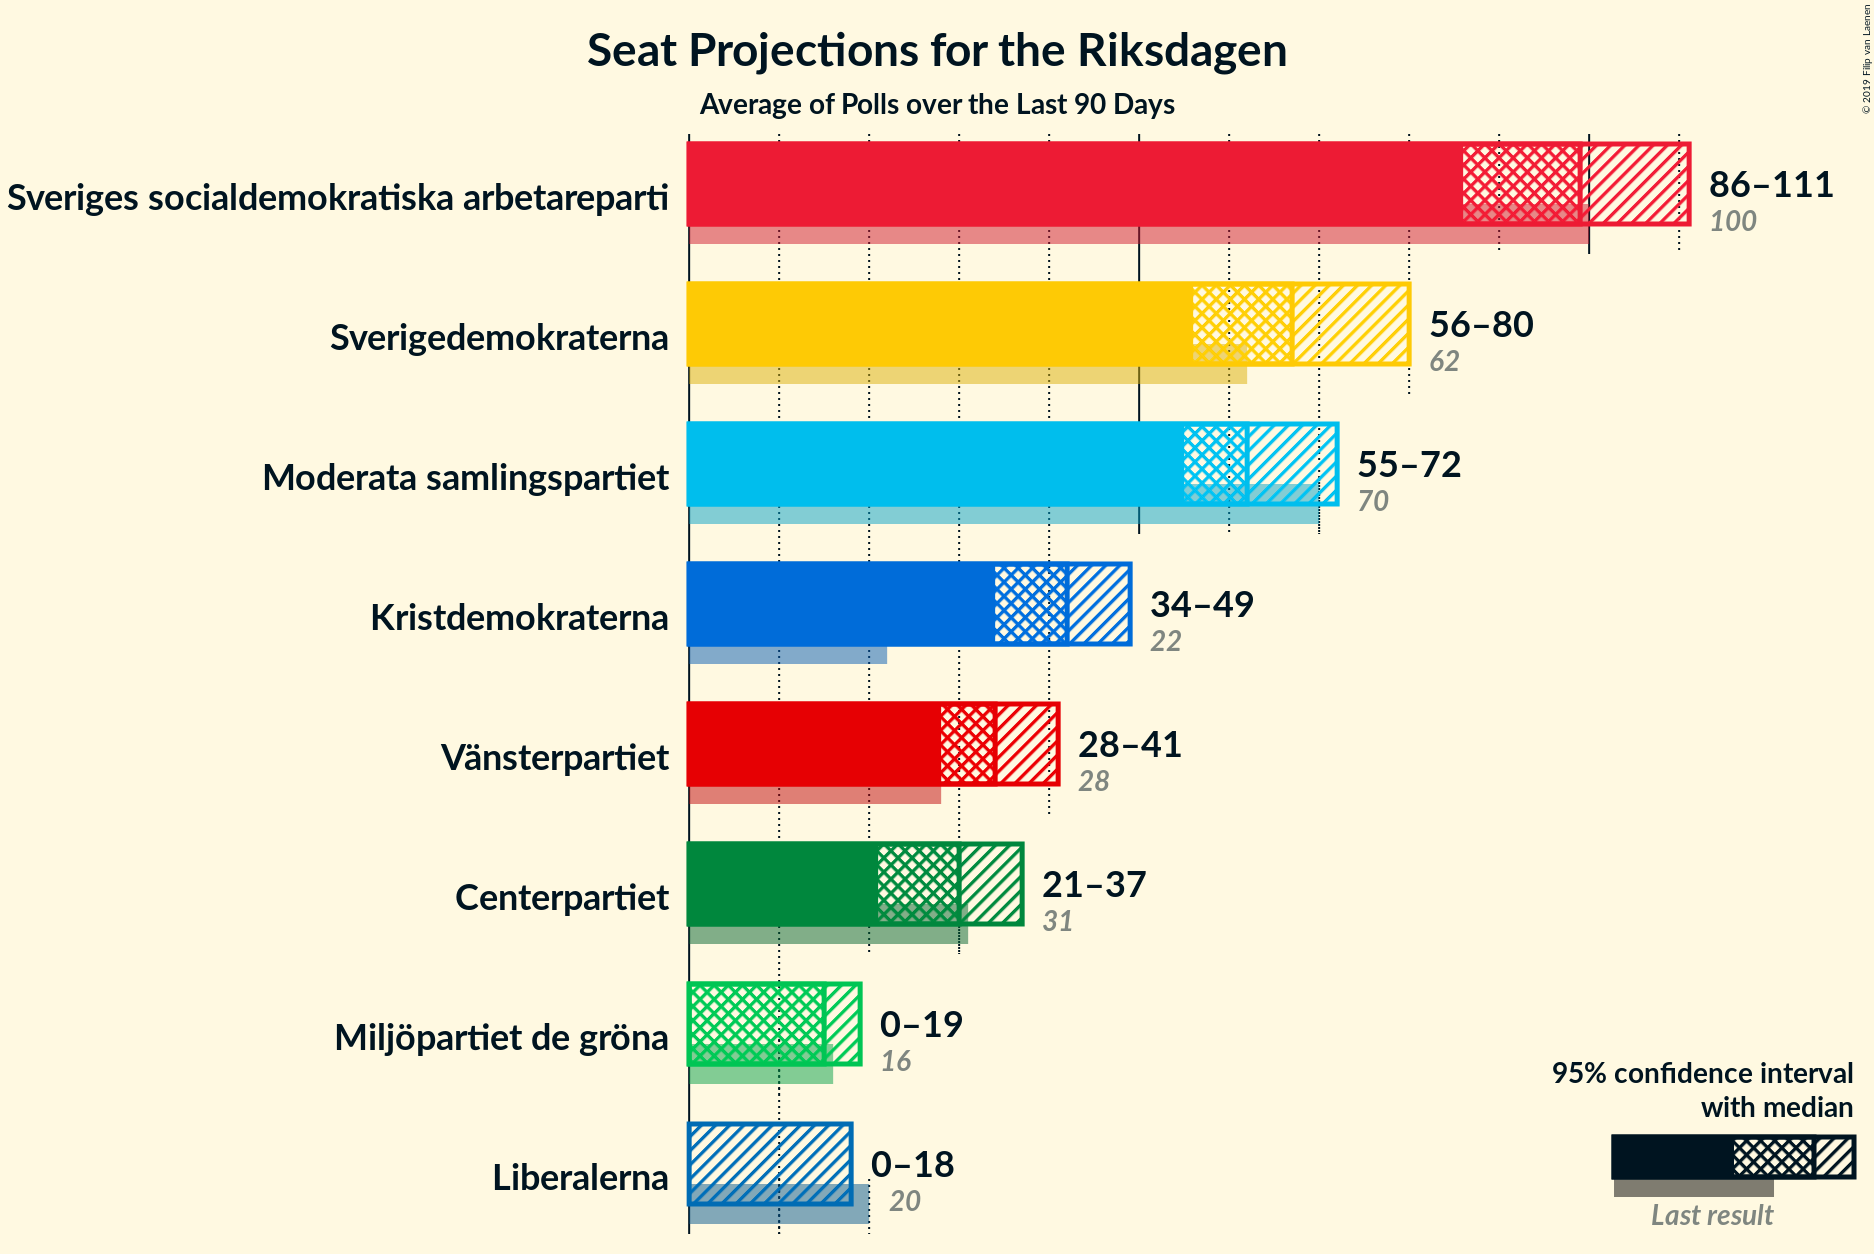 Seat Projections for the Riksdagen
Average of Polls over the Last 90 Days
© 2019 Filip van Laenen
Sveriges socialdemokratiska arbetareparti
86–111
100
Sverigedemokraterna
56–80
62
Moderata samlingspartiet
55–72
70
Kristdemokraterna
34–49
22
Vänsterpartiet
28–41
28
Centerpartiet
21–37
31
Miljöpartiet de gröna
0–19
16
Liberalerna
0–18
20
95% confidence interval
with median
Last result